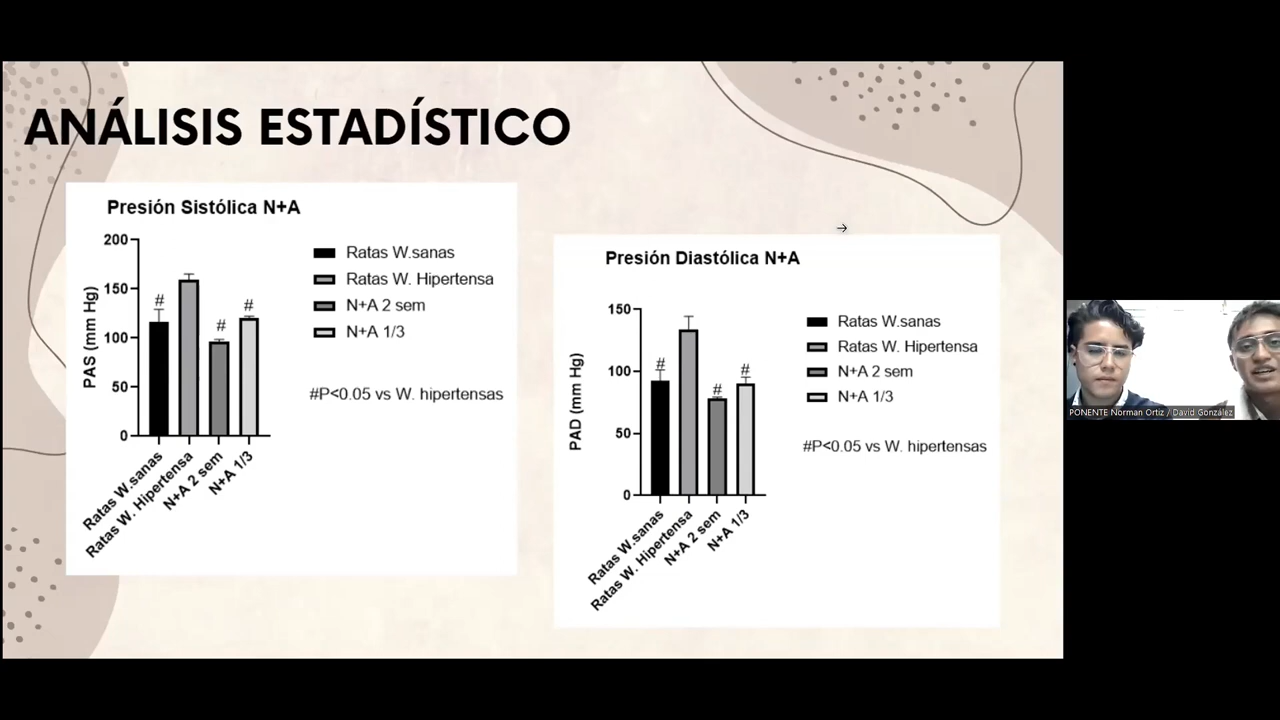 ANÁLISIS ESTADÍSTICO
Presión Sistólica N+A
PAS (mm Hg)
200
150
100
50
0
#
#
#
Ratas W.sanas
Ratas W. Hipertensa
N+A 2 sem
N+A 1/3
Ratas W.sanas
Ratas W. Hipertensa
N+A 2 sem
N+A 1/3
#P<0.05 vs W. hipertensas
Presión Diastólica N+A
PAD (mm Hg)
150
100
50
0
#
#
#
Ratas W.sanas
Ratas W. Hipertensa
N+A 2 sem
N+A 1/3
Ratas W.sanas
Ratas W. Hipertensa
N+A 2 sem
N+A 1/3
#P<0.05 vs W. hipertensas
PONENTE Norman Ortiz / David González